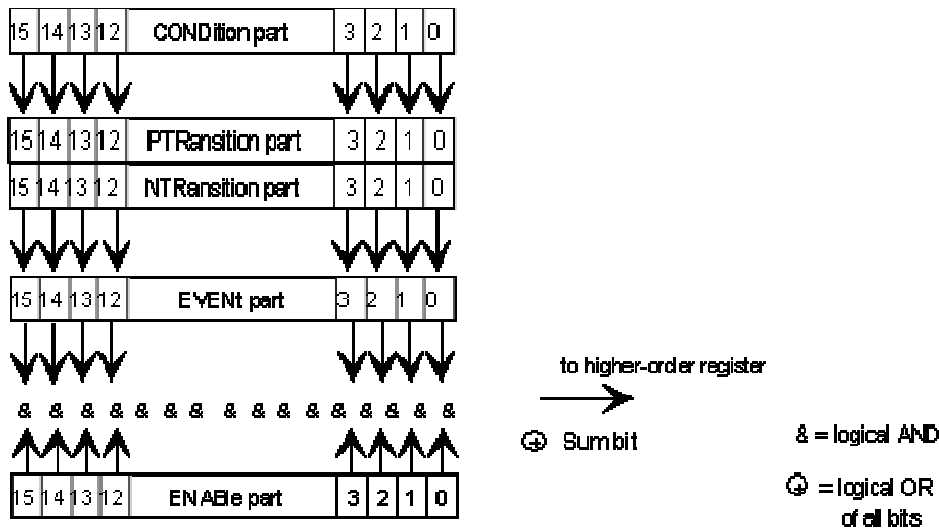 15 14 13 12 CONDition part 3 2 1 0
15 14 13 12 PTRansition part 3 2 1 0
15 14 13 12 NTRansition part 3 2 1 0
15 14 13 12 EVENt part 3 2 1 0
to higher-order register
& & & & & & & & & & & & & & & &
Sum bit
& = logical AND
15 14 13 12 ENABle part 3 2 1 0
= logical OR
of all bits